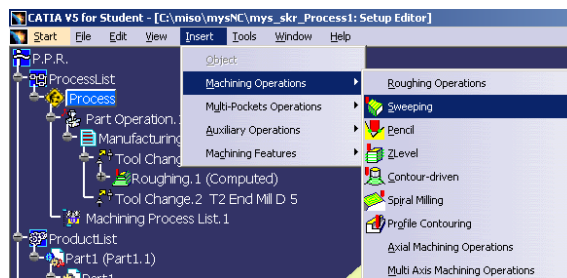 CATIA V5 for Student - [C:\miso\mysNC\mys_skr_Process1: Setup Editor]
Start File Edit View Insert Tools Window Help
P.P.R.
ProcessList
Process
Part Operation.
Manufacturing
Tool Chang
Roughing.1 (Computed)
Tool Change.2 T2 End Mill D 5
Machining Process List.1
ProductList
Part1 (Part1.1)
Part1
Object
Machining Operations
Multi-Pockets Operations
Auxiliary Operations
Machining Features
Roughing Operations
Sweeping
Pencil
ZLevel
Contour-driven
Spiral Milling
Profile Contouring
Axial Machining Operations
Multi Axis Machining Operations